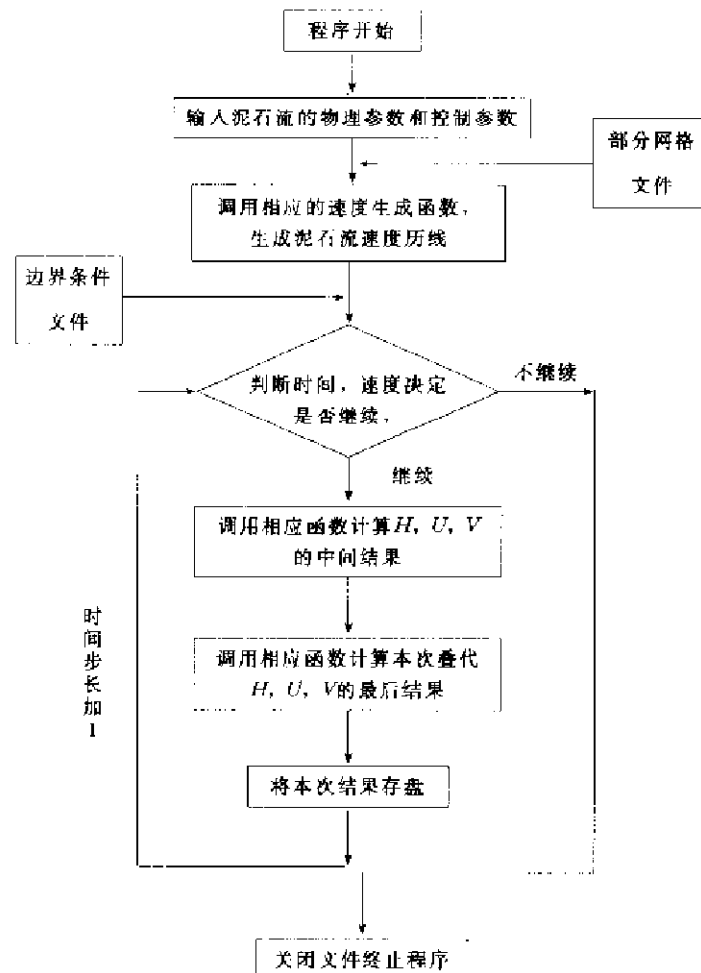 程序开始
输入泥石流的物理参数和控制参数
部分网格
文件
调用相应的速度生成函数,
生成泥石流速度历线
边界条件
文件
判断时间, 速度决定
是否继续,
不继续
继续
调用相应函数计算H, U, V
的中间结果
时间步长加1
调用相应函数计算本次叠代
H, U, V的最后结果
将本次结果存盘
关闭文件终止程序